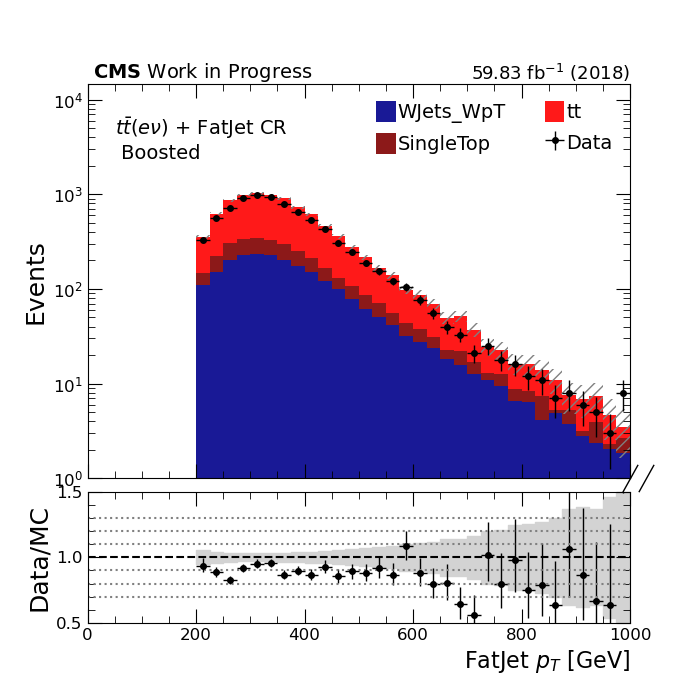 CMS Work in Progress 59.83 fb⁻¹ (2018)
tt̄(eν) + FatJet CR
Boosted
WJets_WpT
tt
SingleTop
Data
10⁴
10³
10²
10¹
10⁰
Events
1.5
1.0
0.5
Data/MC
0 200 400 600 800 1000
FatJet p_T [GeV]